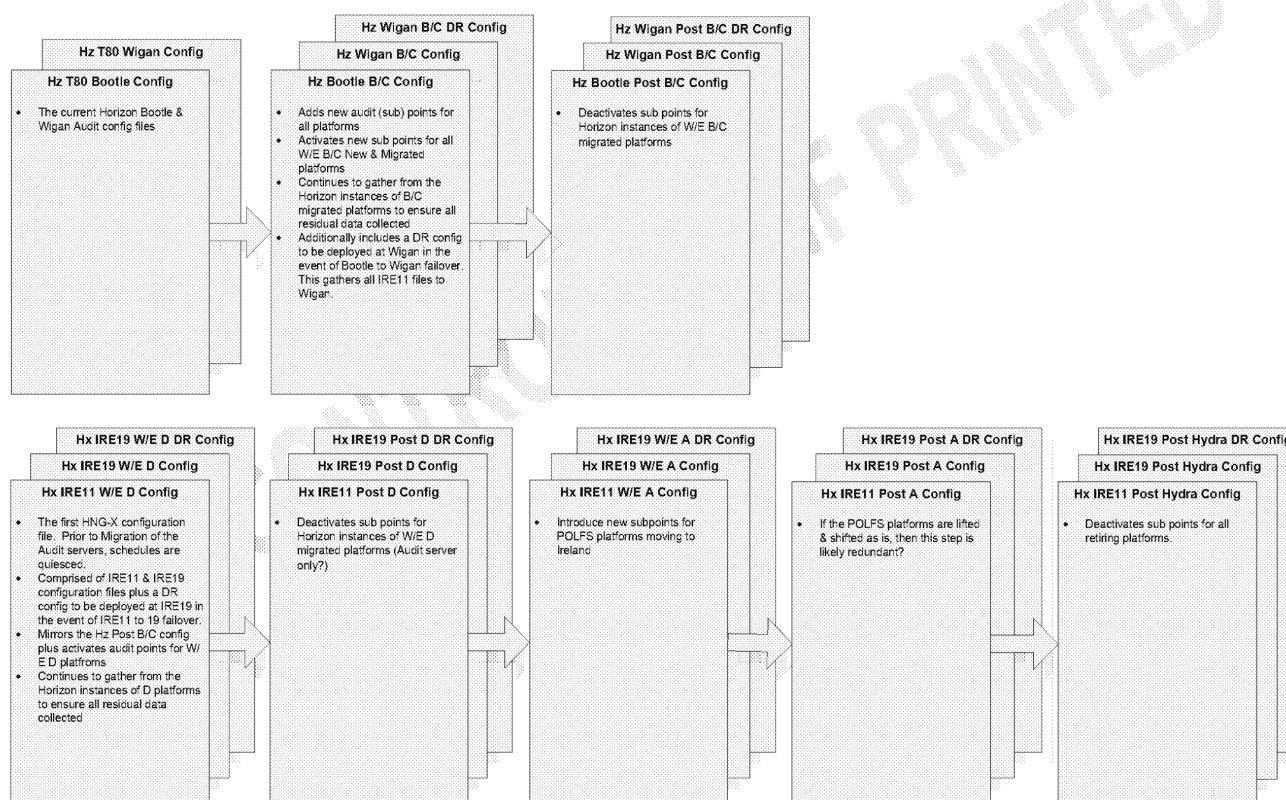 Hz T80 Wigan Config
Hz T80 Bootle Config
• The current Horizon Bootle &
Wigan Audit config files
Hz Wigan B/C DR Config
Hz Wigan B/C Config
Hz Bootle B/C Config
• Adds new audit (sub) points for
all platforms
• Activates new sub points for all
W/E B/C New & Migrated
platforms
• Continues to gather from the
Horizon instances of B/C
migrated platforms to ensure all
residual data collected
• Additionally includes a DR config
to be deployed at Wigan in the
event of Bootle to Wigan failover.
This gathers all IRE11 files to
Wigan.
Hz Wigan Post B/C DR Config
Hz Wigan Post B/C Config
Hz Bootle Post B/C Config
• Deactivates sub points for
Horizon instances of W/E B/C
migrated platforms
Hx IRE19 W/E D DR Config
Hx IRE19 W/E D Config
Hx IRE11 W/E D Config
• The first HNG-X configuration
file. Prior to Migration of the
Audit servers, schedules are
quiesced.
• Comprised of IRE11 & IRE19
configuration files plus a DR
config to be deployed at IRE19 in
the event of IRE11 to 19 failover.
• Mirrors the Hz Post B/C config
plus activates audit points for W/
E D platfroms
• Continues to gather from the
Horizon instances of D platforms
to ensure all residual data
collected
Hx IRE19 Post D DR Config
Hx IRE19 Post D Config
Hx IRE11 Post D Config
• Deactivates sub points for
Horizon instances of W/E D
migrated platforms (Audit server
only?)
Hx IRE19 W/E A DR Config
Hx IRE19 W/E A Config
Hx IRE11 W/E A Config
• Introduce new subpoints for
POLFS platforms moving to
Ireland
Hx IRE19 Post A DR Config
Hx IRE19 Post A Config
Hx IRE11 Post A Config
• If the POLFS platforms are lifted
& shifted as is, then this step is
likely redundant?
Hx IRE19 Post Hydra DR Config
Hx IRE19 Post Hydra Config
Hx IRE11 Post Hydra Config
• Deactivates sub points for all
retiring platforms.
IF PRINTED